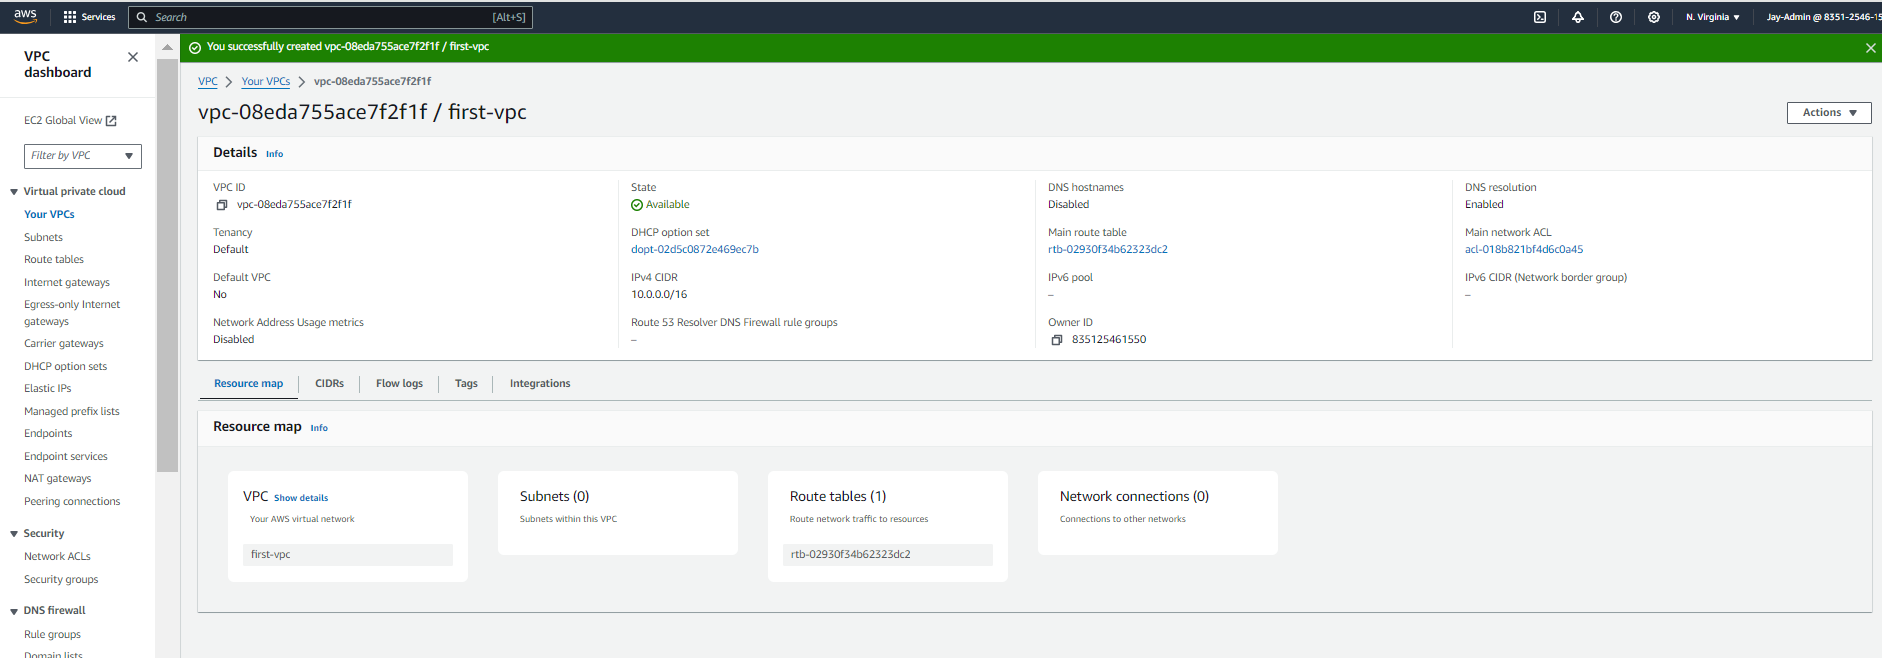 aws
Services
Search
[Alt+S]
N. Virginia
Jay-Admin @ 8351-2546-15
VPC dashboard
EC2 Global View
Filter by VPC
Virtual private cloud
Your VPCs
Subnets
Route tables
Internet gateways
Egress-only Internet
gateways
Carrier gateways
DHCP option sets
Elastic IPs
Managed prefix lists
Endpoints
Endpoint services
NAT gateways
Peering connections
Security
Network ACLs
Security groups
DNS firewall
Rule groups
Domain lists
You successfully created vpc-08eda755ace7f2f1f / first-vpc
VPC > Your VPCs > vpc-08eda755ace7f2f1f
vpc-08eda755ace7f2f1f / first-vpc
Actions
Details Info
VPC ID
vpc-08eda755ace7f2f1f
State
Available
DNS hostnames
Disabled
DNS resolution
Enabled
Tenancy
Default
DHCP option set
dopt-02d5c0872e469ec7b
Main route table
rtb-02930f34b62323dc2
Main network ACL
acl-018b821bf4d6c0a45
Default VPC
No
IPv4 CIDR
10.0.0.0/16
IPv6 pool
–
IPv6 CIDR (Network border group)
–
Network Address Usage metrics
Disabled
Route 53 Resolver DNS Firewall rule groups
–
Owner ID
835125461550
Resource map
CIDRs
Flow logs
Tags
Integrations
Resource map Info
VPC Show details
Your AWS virtual network
first-vpc
Subnets (0)
Subnets within this VPC
Route tables (1)
Route network traffic to resources
rtb-02930f34b62323dc2
Network connections (0)
Connections to other networks